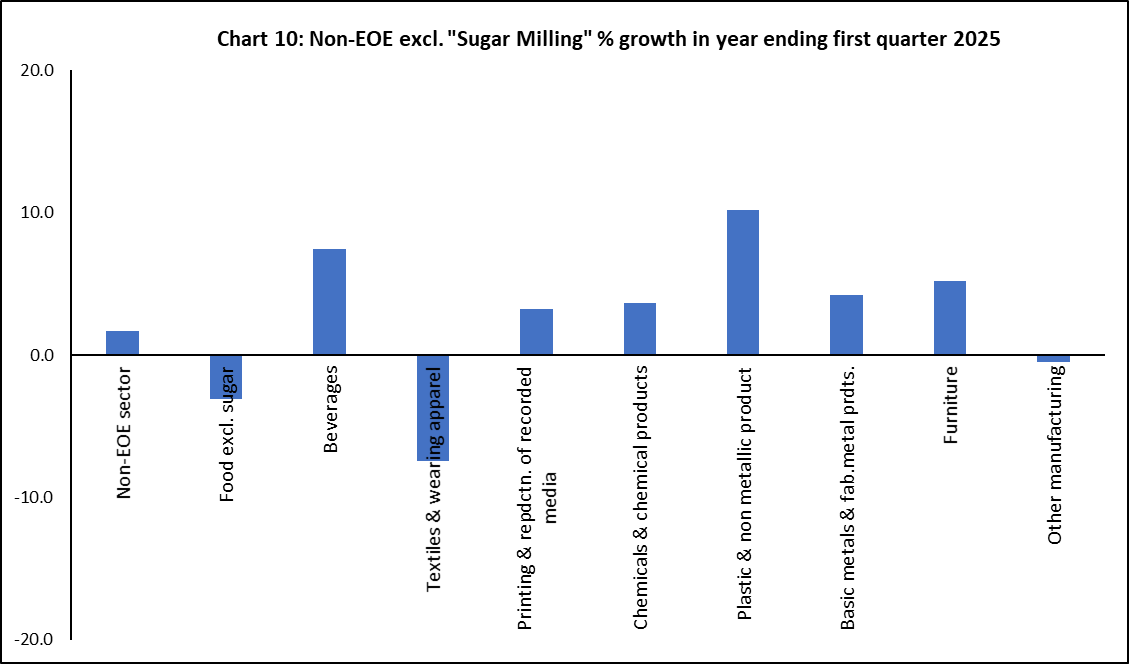 Chart 10: Non-EOE excl. "Sugar Milling" % growth in year ending first quarter 2025
20.0
10.0
0.0
-10.0
-20.0
Non-EOE sector
Food excl. sugar
Beverages
Textiles & wearing apparel
Printing & repdctn. of recorded
media
Chemicals & chemical products
Plastic & non metallic product
Basic metals & fab.metal prdts.
Furniture
Other manufacturing